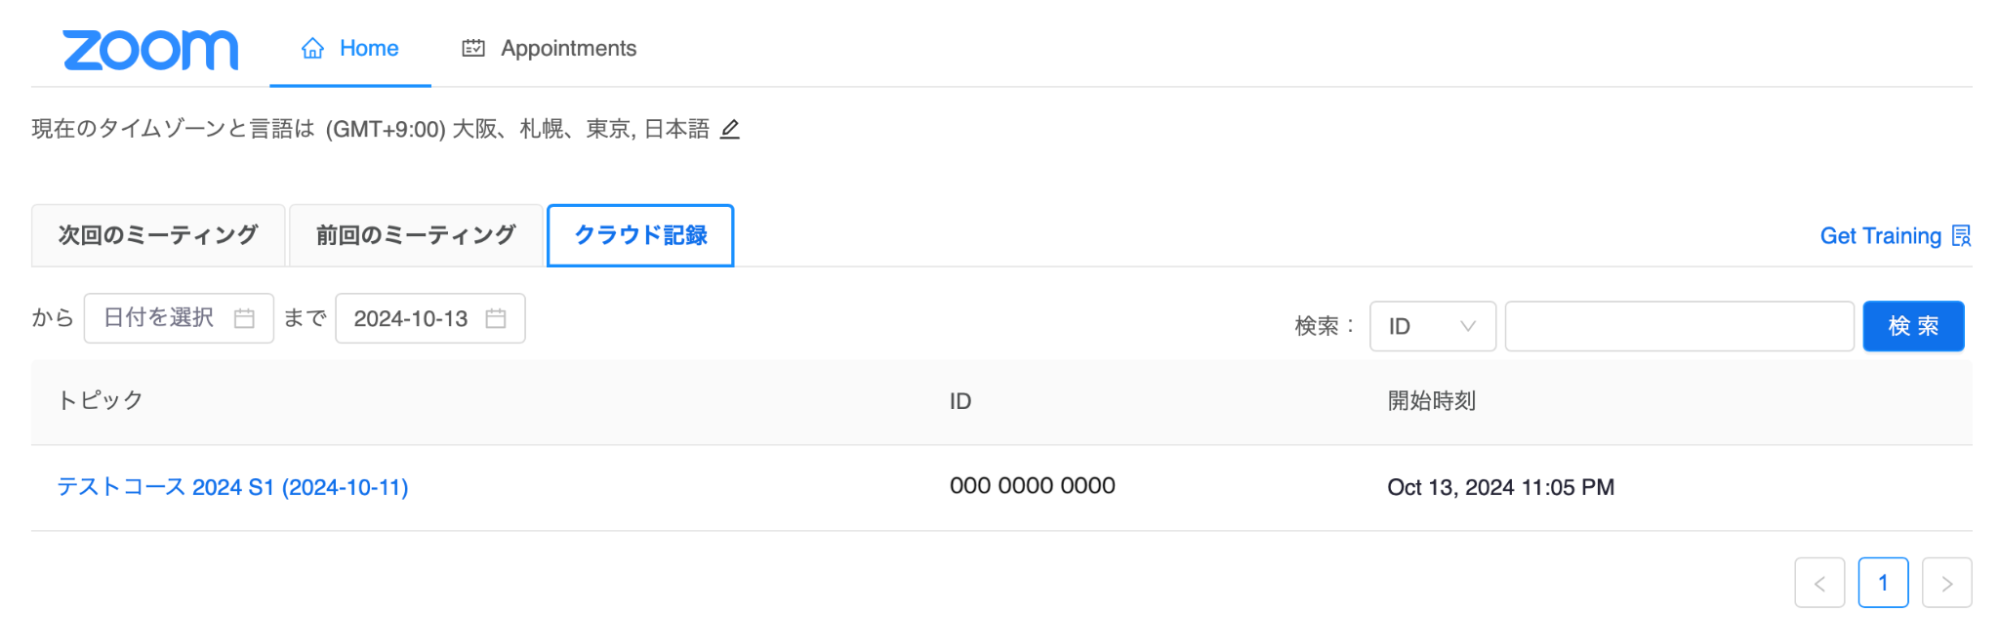 zoom Home Appointments
現在のタイムゾーンと言語は (GMT+9:00) 大阪、札幌、東京, 日本語
次回のミーティング 前回のミーティング クラウド記録 Get Training
から 日付を選択 まで 2024-10-13 検索： ID 検 索
トピック ID 開始時刻
テストコース 2024 S1 (2024-10-11) 000 0000 0000 Oct 13, 2024 11:05 PM
< 1 >